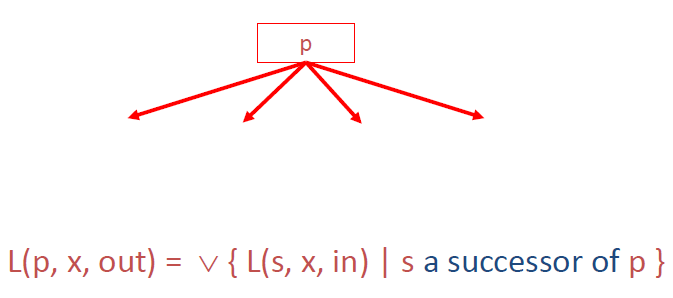 p
L(p, x, out) = ∨ { L(s, x, in) | s a successor of p }